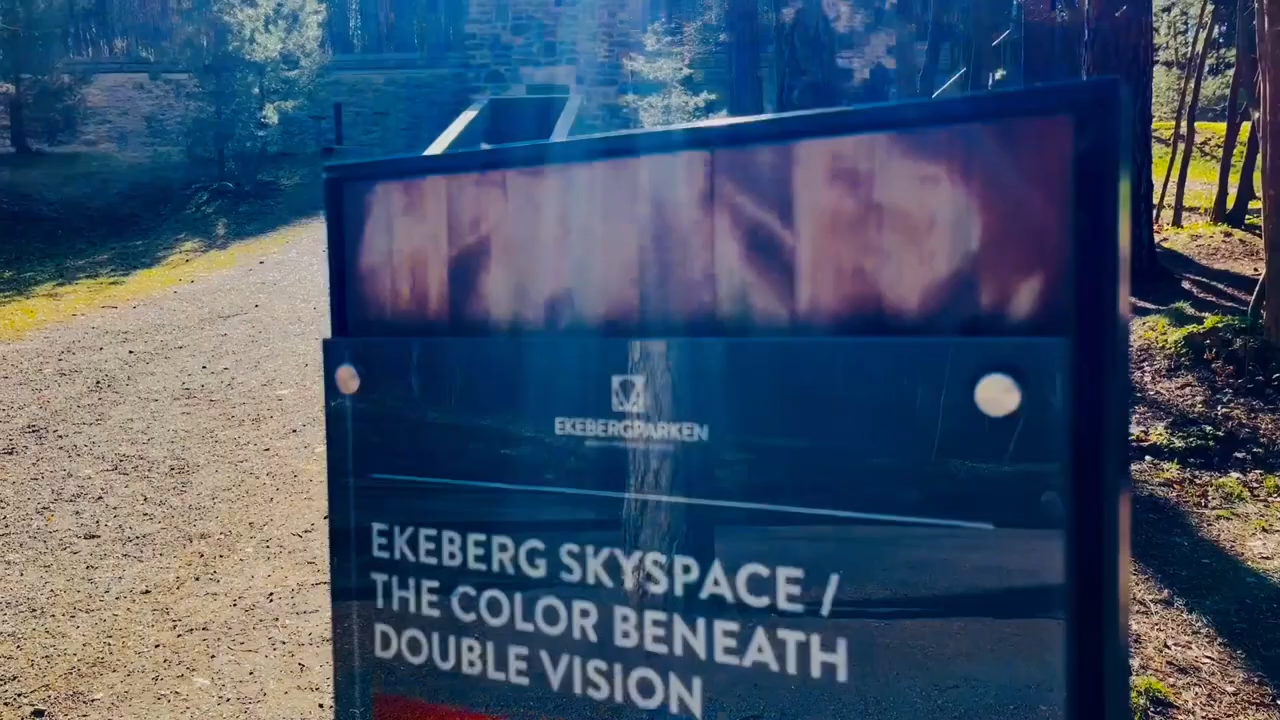 EKEBERGPARKEN
EKEBERG SKYSPACE /
THE COLOR BENEATH
DOUBLE VISION